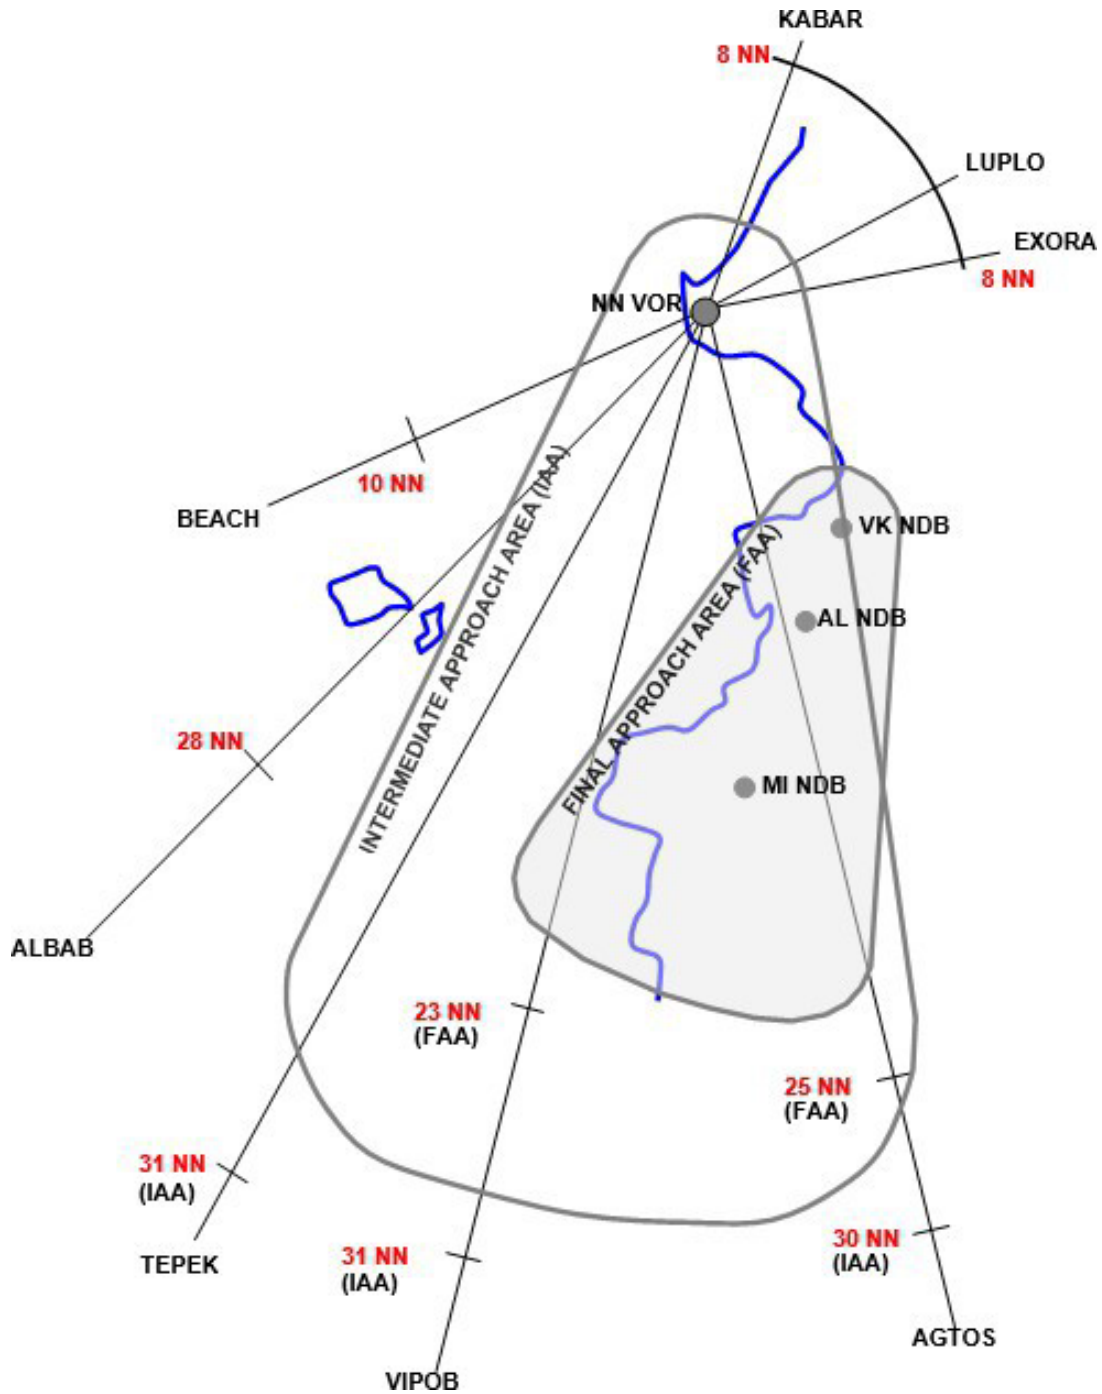 KABAR
8 NN
LUPLO
EXORA
8 NN
NN VOR
10 NN
BEACH
INTERMEDIATE APPROACH AREA (IAA)
VK NDB
FINAL APPROACH AREA (FAA)
AL NDB
28 NN
MI NDB
ALBAB
23 NN
(FAA)
25 NN
(FAA)
31 NN
(IAA)
TEPEK
31 NN
(IAA)
30 NN
(IAA)
AGTOS
VIPOB